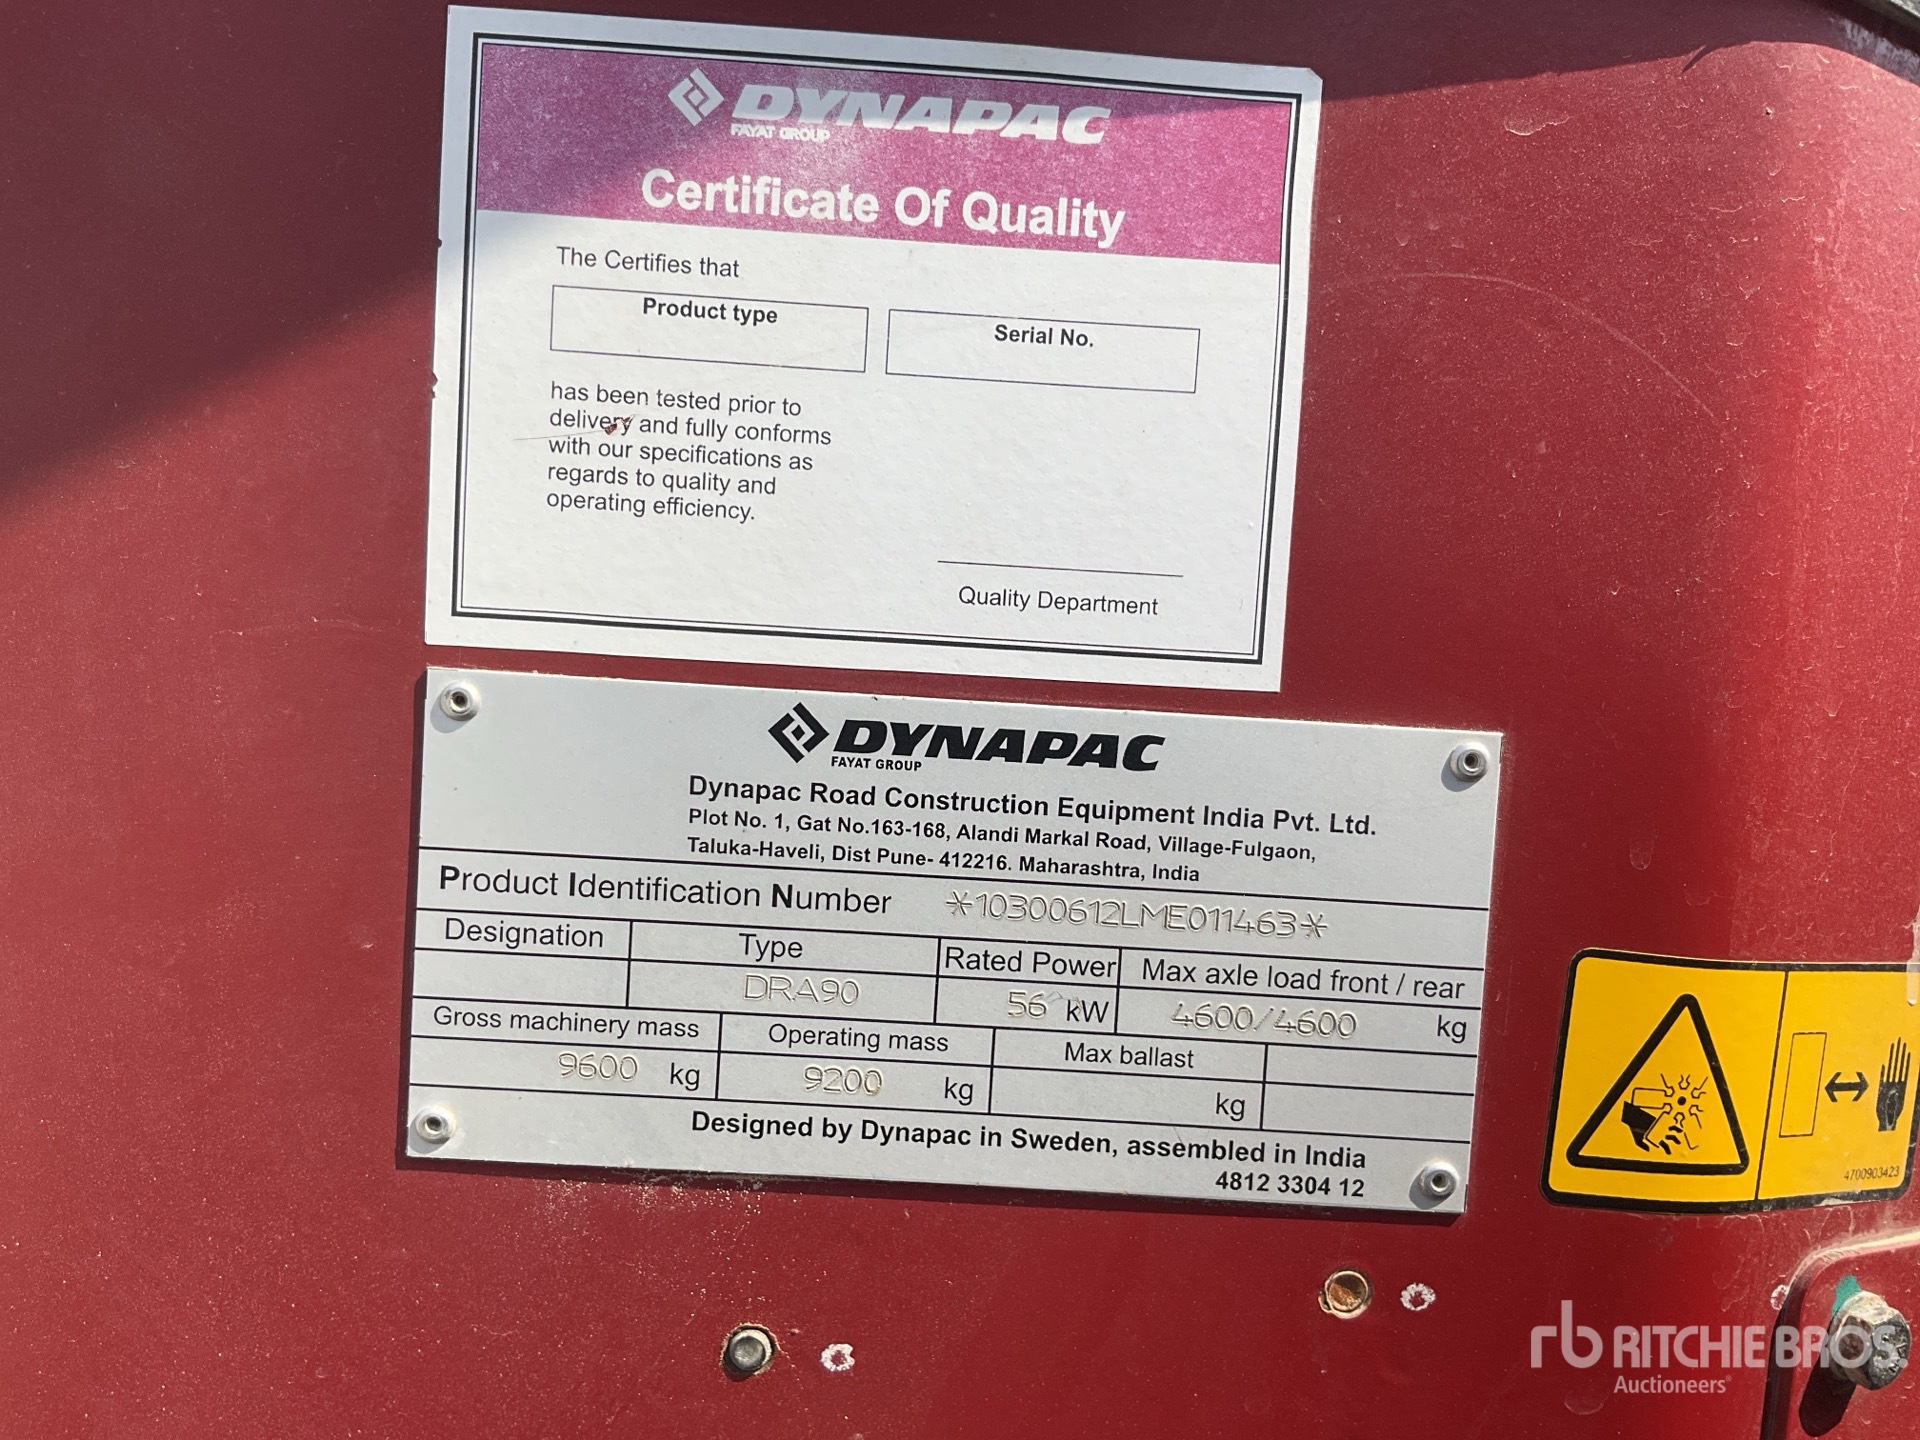 DYNAPAC
FAYAT GROUP
Certificate Of Quality
The Certifies that
Product type
Serial No.
has been tested prior to
delivery and fully conforms
with our specifications as
regards to quality and
operating efficiency.
Quality Department
DYNAPAC
FAYAT GROUP
Dynapac Road Construction Equipment India Pvt. Ltd.
Plot No. 1, Gat No.163-168, Alandi Markal Road, Village-Fulgaon,
Taluka-Haveli, Dist Pune- 412216. Maharashtra, India
Product Identification Number *10300612LME011463*
Designation Type Rated Power Max axle load front / rear
DRA90 56 kW 4600/4600 kg
Gross machinery mass Operating mass Max ballast
9600 kg 9200 kg kg
Designed by Dynapac in Sweden, assembled in India
4812 3304 12
4700903423
rb RITCHIE BROS.
Auctioneers